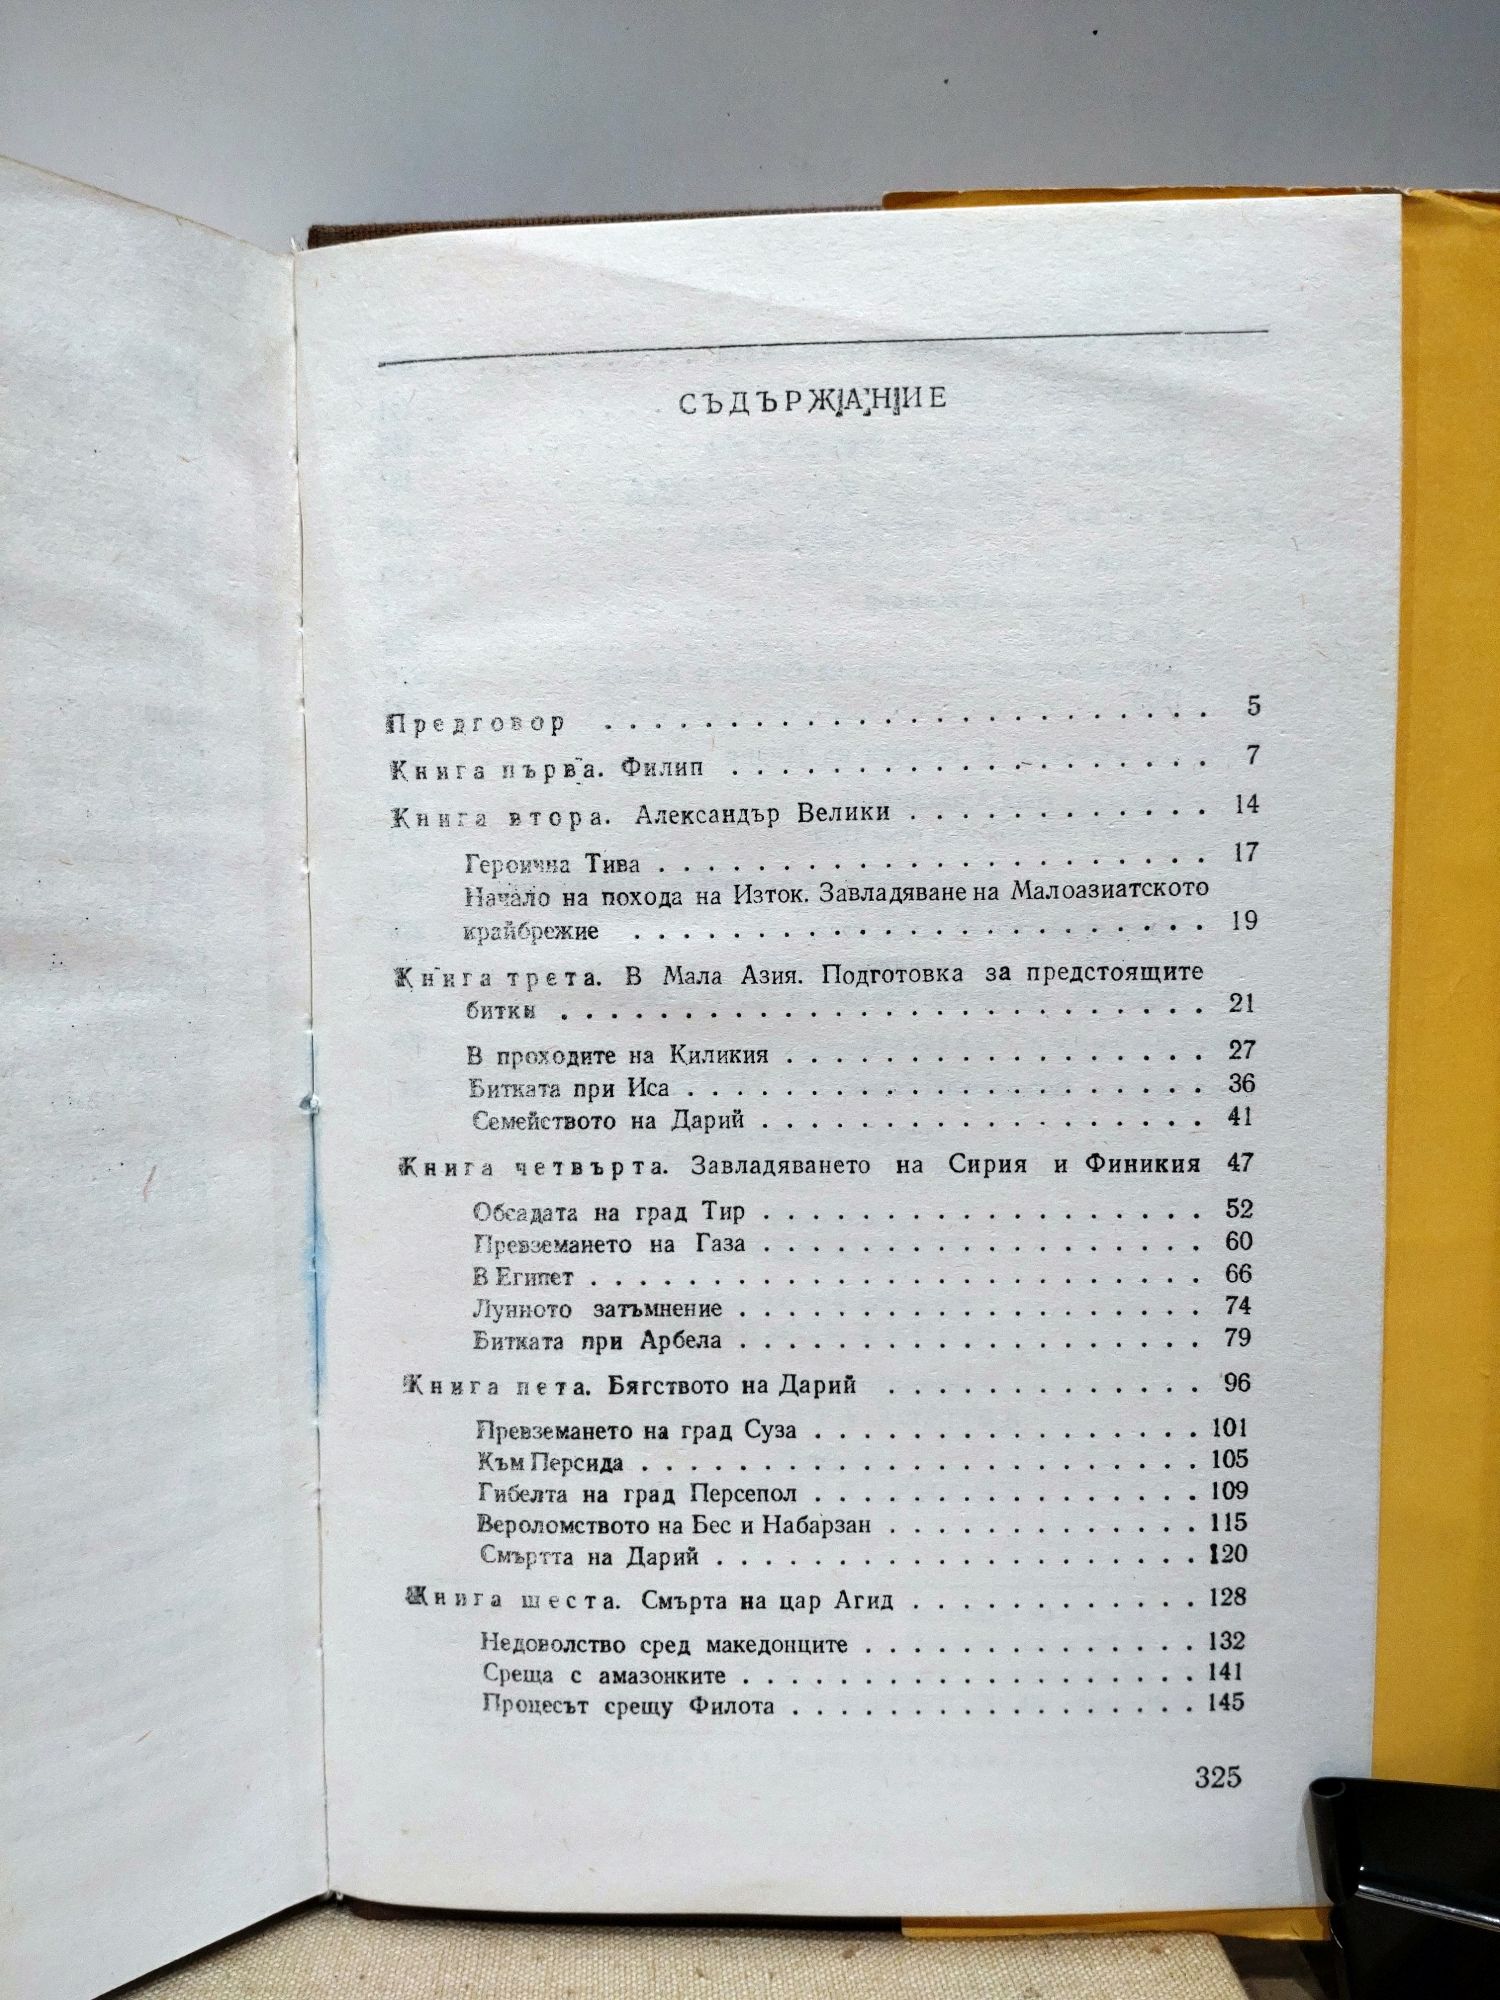 СЪДЪРЖАНИЕ
Предговор . . . . . . . . . . . . . . . . . . . . . . . . . 5
Книга първа. Филип . . . . . . . . . . . . . . . . . . . . 7
Книга втора. Александър Велики . . . . . . . . . . . . 14
Героична Тива . . . . . . . . . . . . . . . . . . . . . . . 17
Начало на похода на Изток. Завладяване на Малоазиатското
крайбрежие . . . . . . . . . . . . . . . . . . . . . . . . 19
Книга трета. В Мала Азия. Подготовка за предстоящите
битки . . . . . . . . . . . . . . . . . . . . . . . . . . . 21
В проходите на Киликия . . . . . . . . . . . . . . . . . . 27
Битката при Иса . . . . . . . . . . . . . . . . . . . . . . 36
Семейството на Дарий . . . . . . . . . . . . . . . . . . . 41
Книга четвърта. Завладяването на Сирия и Финикия 47
Обсадата на град Тир . . . . . . . . . . . . . . . . . . . 52
Превземането на Газа . . . . . . . . . . . . . . . . . . . 60
В Египет . . . . . . . . . . . . . . . . . . . . . . . . . . 66
Лунното затъмнение . . . . . . . . . . . . . . . . . . . . 74
Битката при Арбела . . . . . . . . . . . . . . . . . . . . 79
Книга пета. Бягството на Дарий . . . . . . . . . . . . . 96
Превземането на град Суза . . . . . . . . . . . . . . . . 101
Към Персида . . . . . . . . . . . . . . . . . . . . . . . . 105
Гибелта на град Персепол . . . . . . . . . . . . . . . . 109
Вероломството на Бес и Набарзан . . . . . . . . . . . . . 115
Смъртта на Дарий . . . . . . . . . . . . . . . . . . . . . 120
Книга шеста. Смърта на цар Агид . . . . . . . . . . . . 128
Недоволство сред македонците . . . . . . . . . . . . . . 132
Среща с амазонките . . . . . . . . . . . . . . . . . . . . 141
Процесът срещу Филота . . . . . . . . . . . . . . . . . 145
325